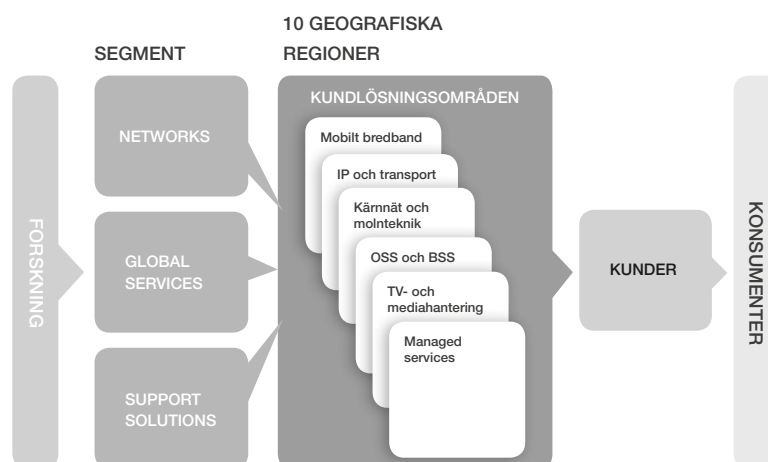 10 GEOGRAFISKA
SEGMENT
REGIONER
FORSKNING
NETWORKS
GLOBAL
SERVICES
SUPPORT
SOLUTIONS
KUNDLÖSNINGSOMRÅDEN
Mobilt bredband
IP och transport
Kärnnät och
molnteknik
OSS och BSS
TV- och
mediahantering
Managed
services
KUNDER
KONSUMENTER